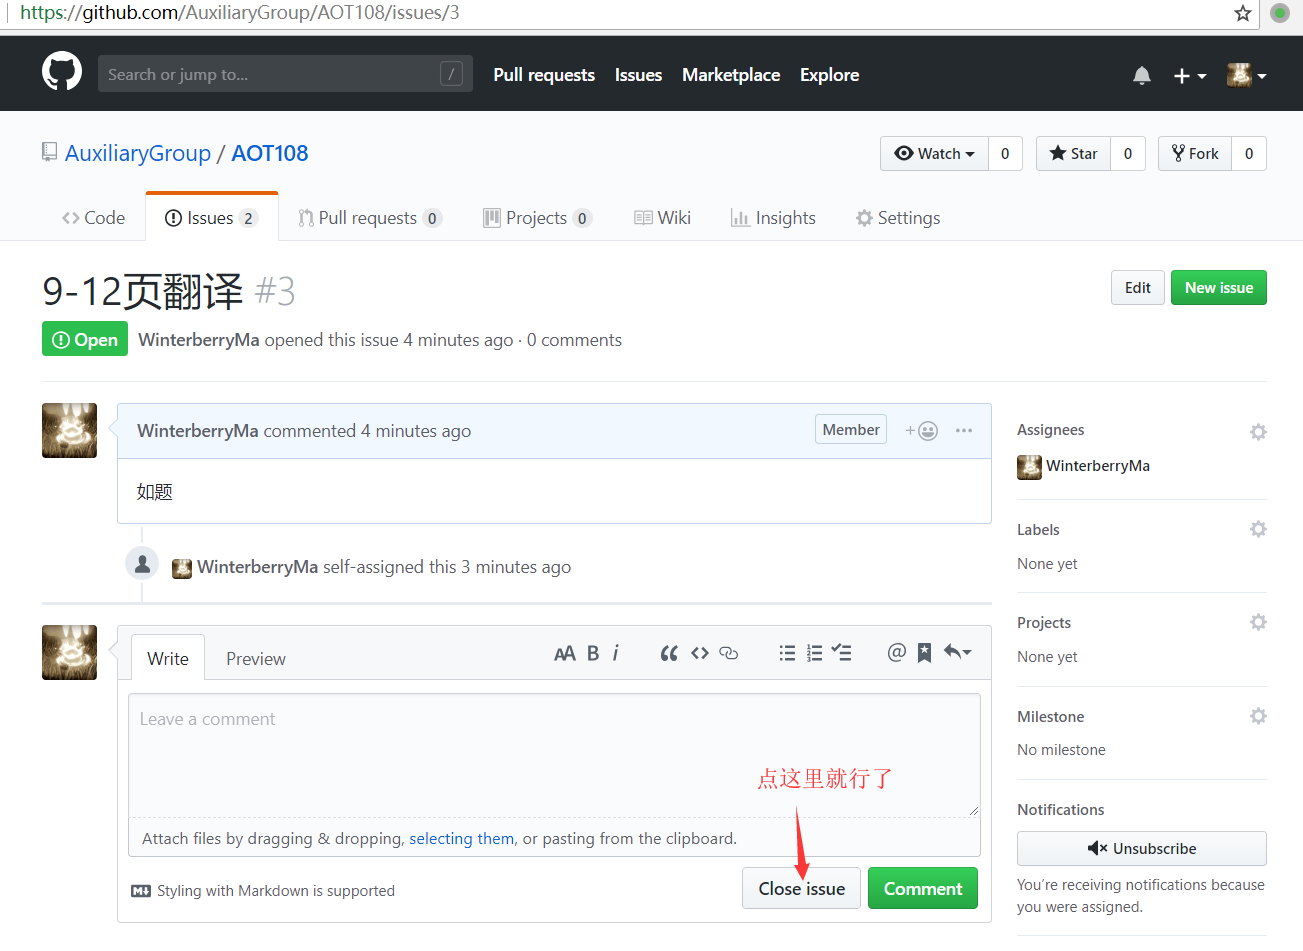 https://github.com/AuxiliaryGroup/AOT108/issues/3
Search or jump to... /
Pull requests Issues Marketplace Explore
AuxiliaryGroup / AOT108
Watch 0 Star 0 Fork 0
Code Issues 2 Pull requests 0 Projects 0 Wiki Insights Settings
9-12页翻译 #3
Edit New issue
Open WinterberryMa opened this issue 4 minutes ago · 0 comments
WinterberryMa commented 4 minutes ago Member
如题
WinterberryMa self-assigned this 3 minutes ago
Write Preview
AA B i
Leave a comment
点这里就行了
Attach files by dragging & dropping, selecting them, or pasting from the clipboard.
Styling with Markdown is supported
Close issue Comment
Assignees
WinterberryMa
Labels
None yet
Projects
None yet
Milestone
No milestone
Notifications
Unsubscribe
You're receiving notifications because
you were assigned.